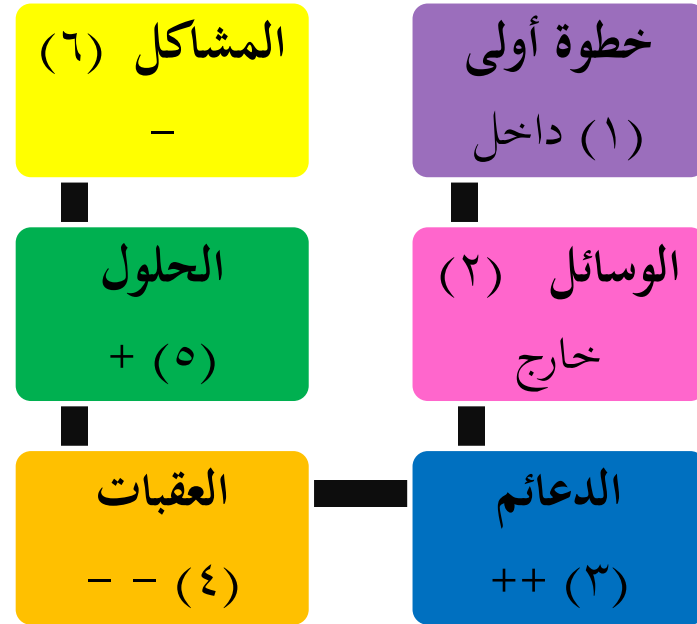 خطوة أولى
(١) داخل
الوسائل (٢)
خارج
الدعائم
(٣) ++
العقبات
(٤) – –
الحلول
(٥) +
المشاكل (٦)
–